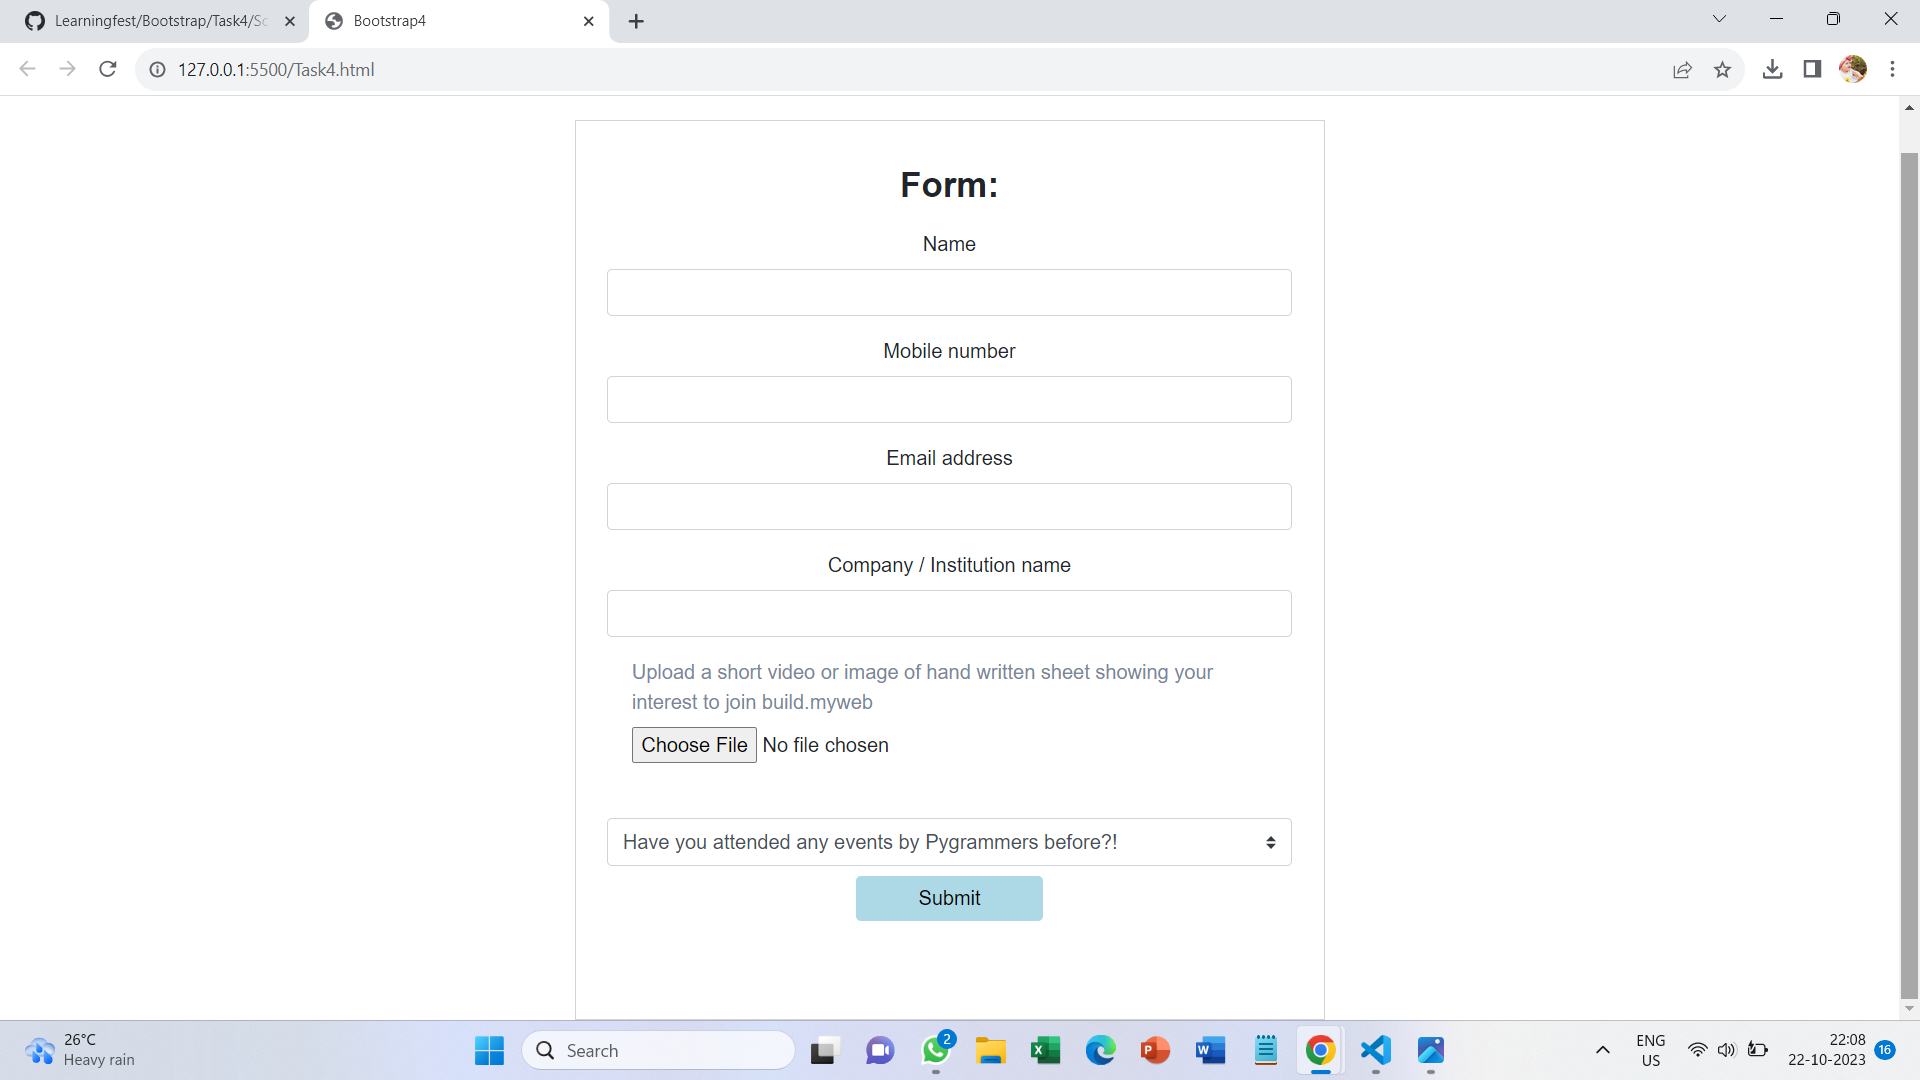 Learningfest/Bootstrap/Task4/Sc
Bootstrap4
127.0.0.1:5500/Task4.html
Form:
Name
Mobile number
Email address
Company / Institution name
Upload a short video or image of hand written sheet showing your
interest to join build.myweb
Choose File No file chosen
Have you attended any events by Pygrammers before?!
Submit
26°C
Heavy rain
Search
2
ENG
US
22:08
22-10-2023
16